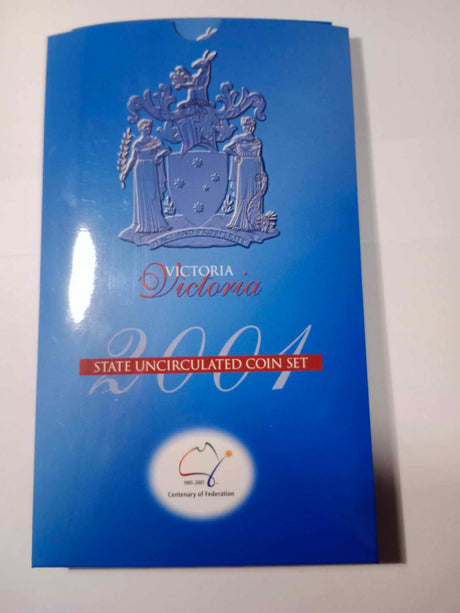 VICTORIA
Victoria
2001
STATE UNCIRCULATED COIN SET
1901-2001
Centenary of Federation